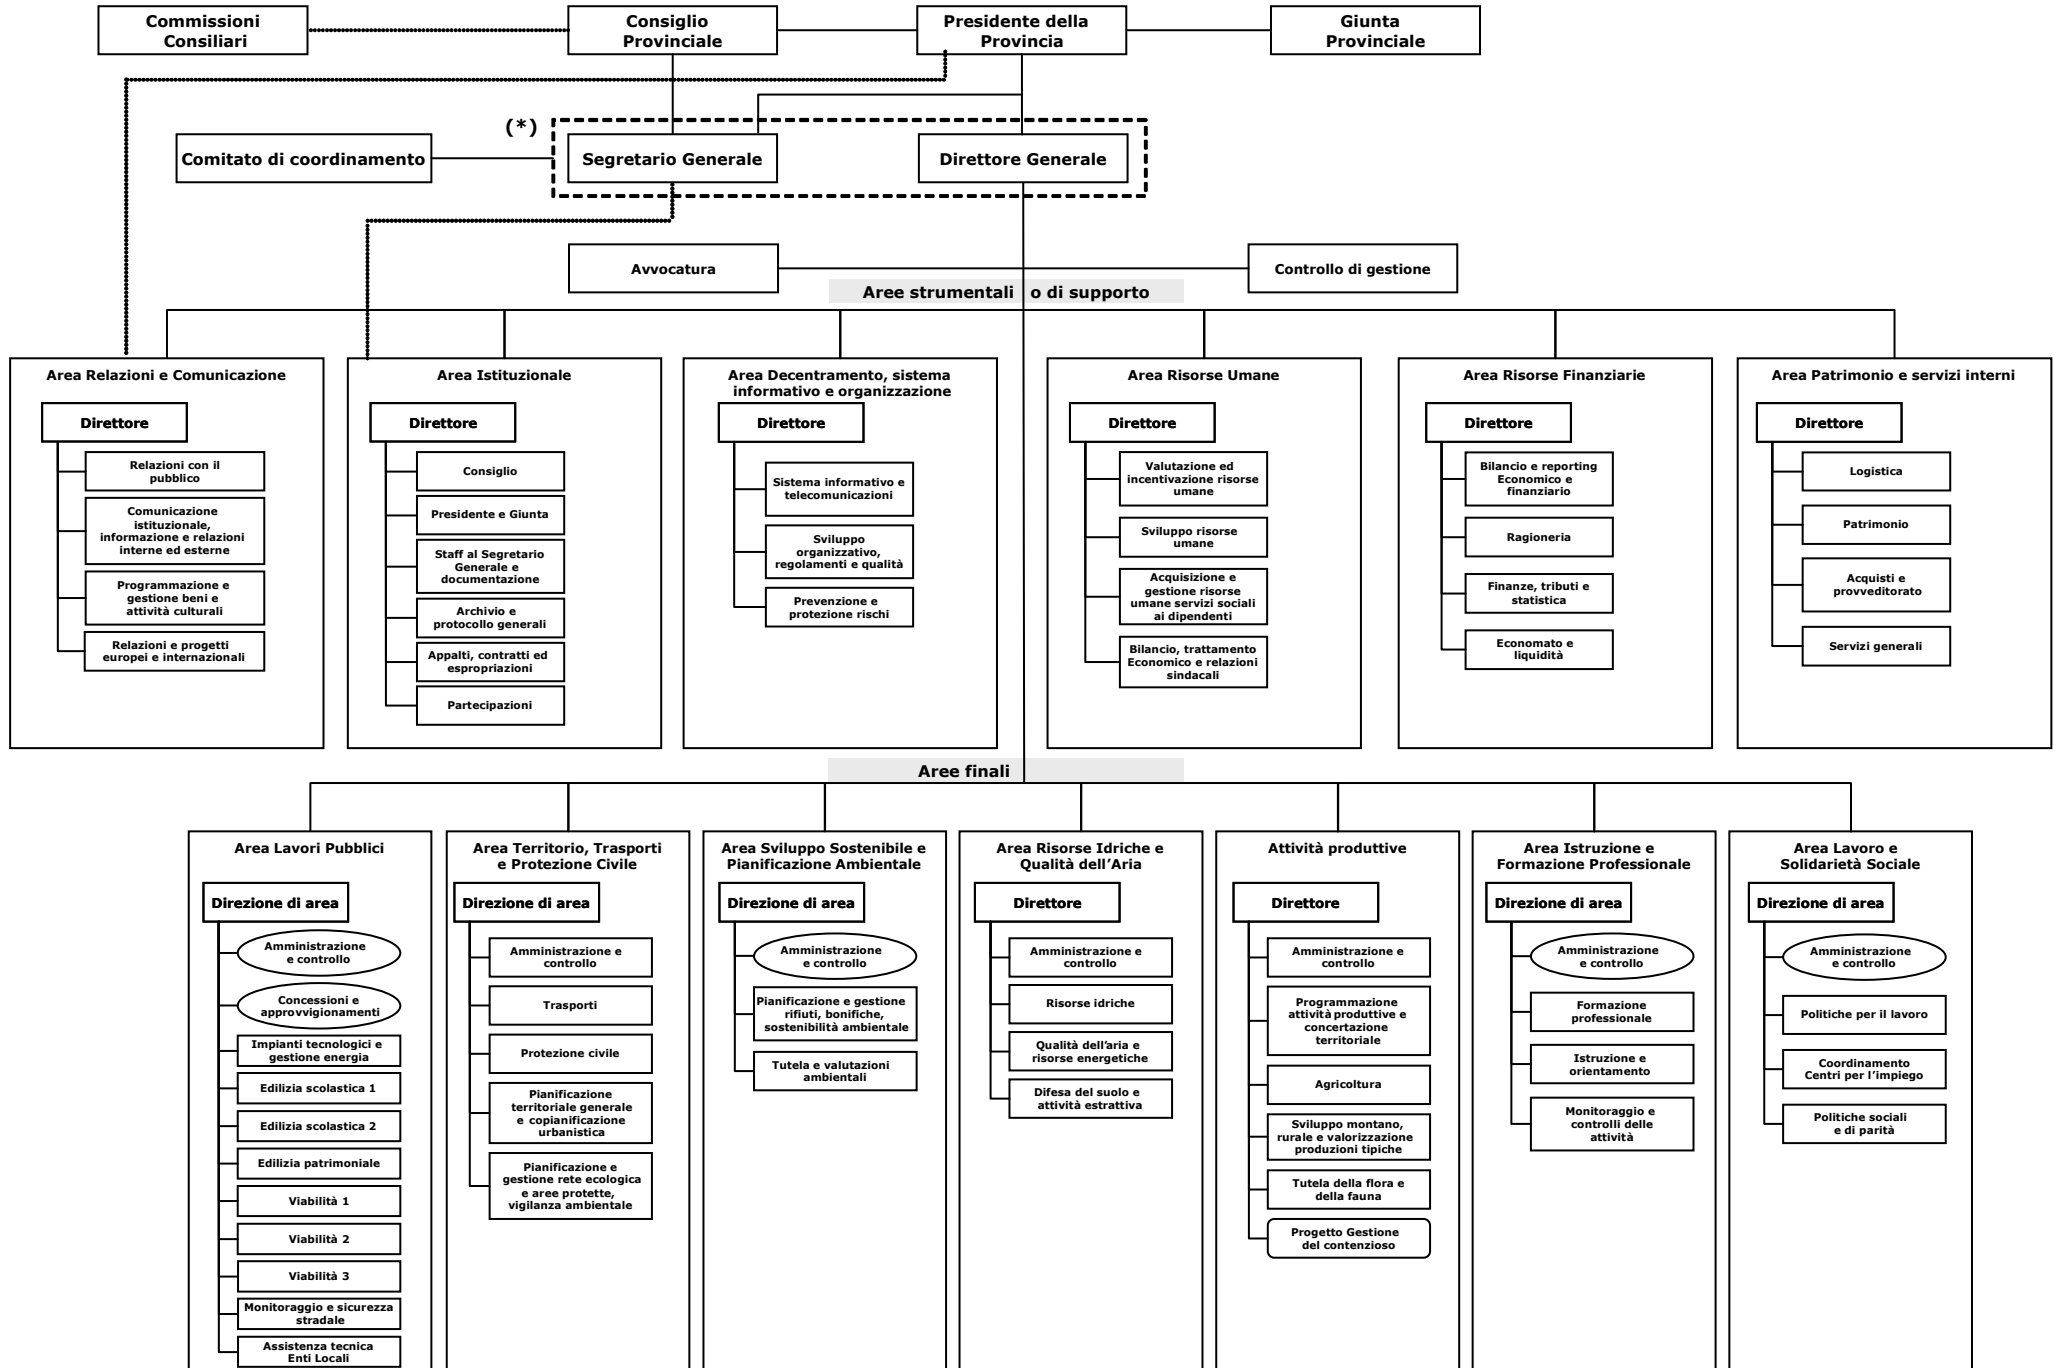 Commissioni
Consiliari
Consiglio
Provinciale
Presidente della
Provincia
Giunta
Provinciale
(*)
Comitato di coordinamento
Segretario Generale
Direttore Generale
Avvocatura
Controllo di gestione
Aree strumentali o di supporto
Area Relazioni e Comunicazione
Direttore
Relazioni con il
pubblico
Comunicazione
istituzionale,
informazione e relazioni
interne ed esterne
Programmazione e
gestione beni e
attività culturali
Relazioni e progetti
europei e internazionali
Area Istituzionale
Direttore
Consiglio
Presidente e Giunta
Staff al Segretario
Generale e
documentazione
Archivio e
protocollo generali
Appalti, contratti ed
espropriazioni
Partecipazioni
Area Decentramento, sistema
informativo e organizzazione
Direttore
Sistema informativo e
telecomunicazioni
Sviluppo
organizzativo,
regolamenti e qualità
Prevenzione e
protezione rischi
Area Risorse Umane
Direttore
Valutazione ed
incentivazione risorse
umane
Sviluppo risorse
umane
Acquisizione e
gestione risorse
umane servizi sociali
ai dipendenti
Bilancio, trattamento
Economico e relazioni
sindacali
Area Risorse Finanziarie
Direttore
Bilancio e reporting
Economico e
finanziario
Ragioneria
Finanze, tributi e
statistica
Economato e
liquidità
Area Patrimonio e servizi interni
Direttore
Logistica
Patrimonio
Acquisti e
provveditorato
Servizi generali
Aree finali
Area Lavori Pubblici
Direzione di area
Amministrazione
e controllo
Concessioni e
approvvigionamenti
Impianti tecnologici e
gestione energia
Edilizia scolastica 1
Edilizia scolastica 2
Edilizia patrimoniale
Viabilità 1
Viabilità 2
Viabilità 3
Monitoraggio e sicurezza
stradale
Assistenza tecnica
Enti Locali
Area Territorio, Trasporti
e Protezione Civile
Direzione di area
Amministrazione e
controllo
Trasporti
Protezione civile
Pianificazione
territoriale generale
e copianificazione
urbanistica
Pianificazione e
gestione rete ecologica
e aree protette,
vigilanza ambientale
Area Sviluppo Sostenibile e
Pianificazione Ambientale
Direzione di area
Amministrazione
e controllo
Pianificazione e gestione
rifiuti, bonifiche,
sostenibilità ambientale
Tutela e valutazioni
ambientali
Area Risorse Idriche e
Qualità dell'Aria
Direttore
Amministrazione e
controllo
Risorse idriche
Qualità dell'aria e
risorse energetiche
Difesa del suolo e
attività estrattiva
Attività produttive
Direttore
Amministrazione e
controllo
Programmazione
attività produttive e
concertazione
territoriale
Agricoltura
Sviluppo montano,
rurale e valorizzazione
produzioni tipiche
Tutela della flora e
della fauna
Progetto Gestione
del contenzioso
Area Istruzione e
Formazione Professionale
Direzione di area
Amministrazione
e controllo
Formazione
professionale
Istruzione e
orientamento
Monitoraggio e
controlli delle
attività
Area Lavoro e
Solidarietà Sociale
Direzione di area
Amministrazione
e controllo
Politiche per il lavoro
Coordinamento
Centri per l'impiego
Politiche sociali
e di parità